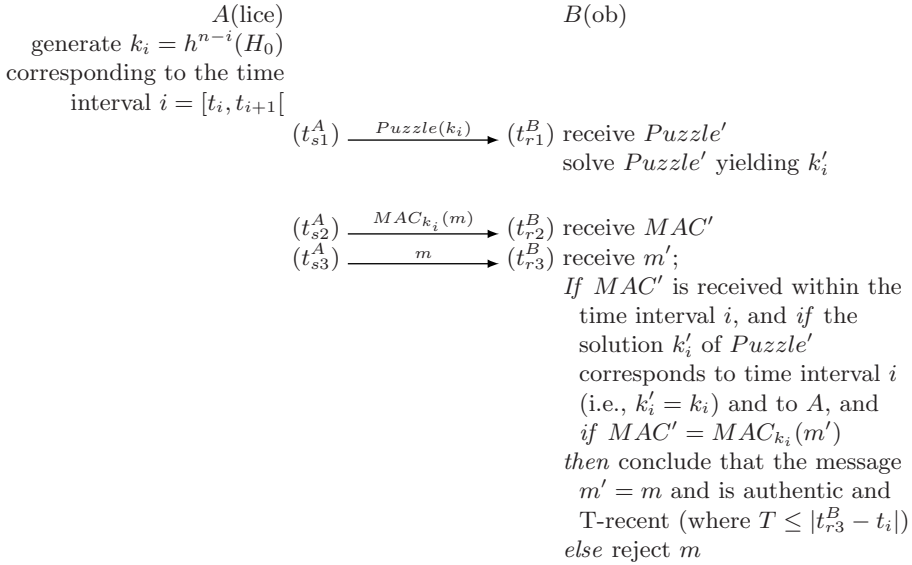 A(lice) B(ob)
generate k_i = h^{n−i}(H_0)
corresponding to the time
interval i = [t_i, t_{i+1}[
(t^A_{s1}) Puzzle(k_i) (t^B_{r1}) receive Puzzle′
solve Puzzle′ yielding k′_i
(t^A_{s2}) MAC_{k_i}(m) (t^B_{r2}) receive MAC′
(t^A_{s3}) m (t^B_{r3}) receive m′;
If MAC′ is received within the
time interval i, and if the
solution k′_i of Puzzle′
corresponds to time interval i
(i.e., k′_i = k_i) and to A, and
if MAC′ = MAC_{k_i}(m′)
then conclude that the message
m′ = m and is authentic and
T-recent (where T ≤ |t^B_{r3} − t_i|)
else reject m